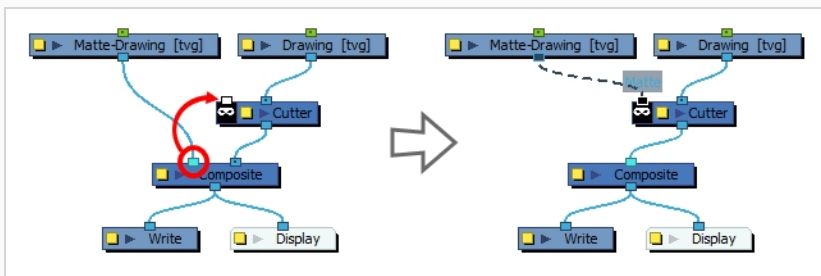 Matte-Drawing [tvg]
Drawing [tvg]
Cutter
Composite
Write
Display
Matte-Drawing [tvg]
Drawing [tvg]
Matte
Cutter
Composite
Write
Display